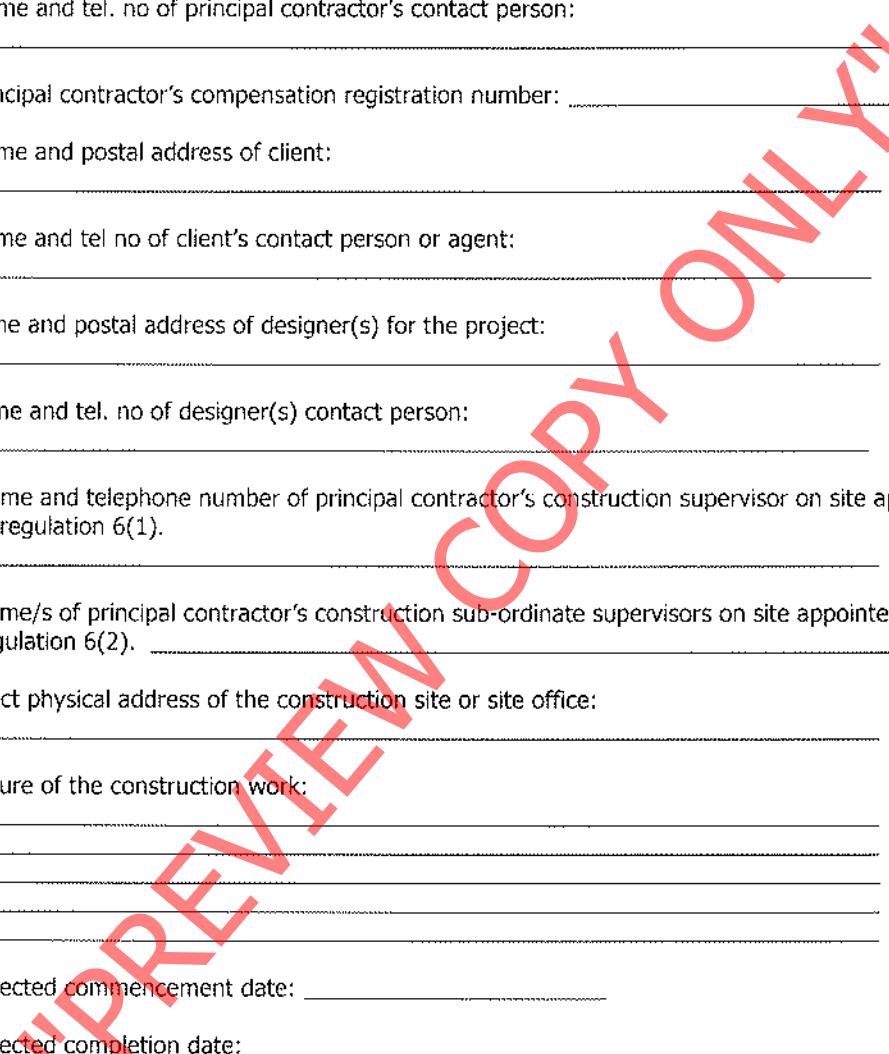 me and tel. no of principal contractor's contact person:
ncipal contractor's compensation registration number:
me and postal address of client:
me and tel no of client's contact person or agent:
ne and postal address of designer(s) for the project:
me and tel. no of designer(s) contact person:
me and telephone number of principal contractor's construction supervisor on site ap
regulation 6(1).
me/s of principal contractor's construction sub-ordinate supervisors on site appointe
gulation 6(2).
ct physical address of the construction site or site office:
ure of the construction work:
ected commencement date:
ected completion date:
"PREVIEW COPY ONLY"